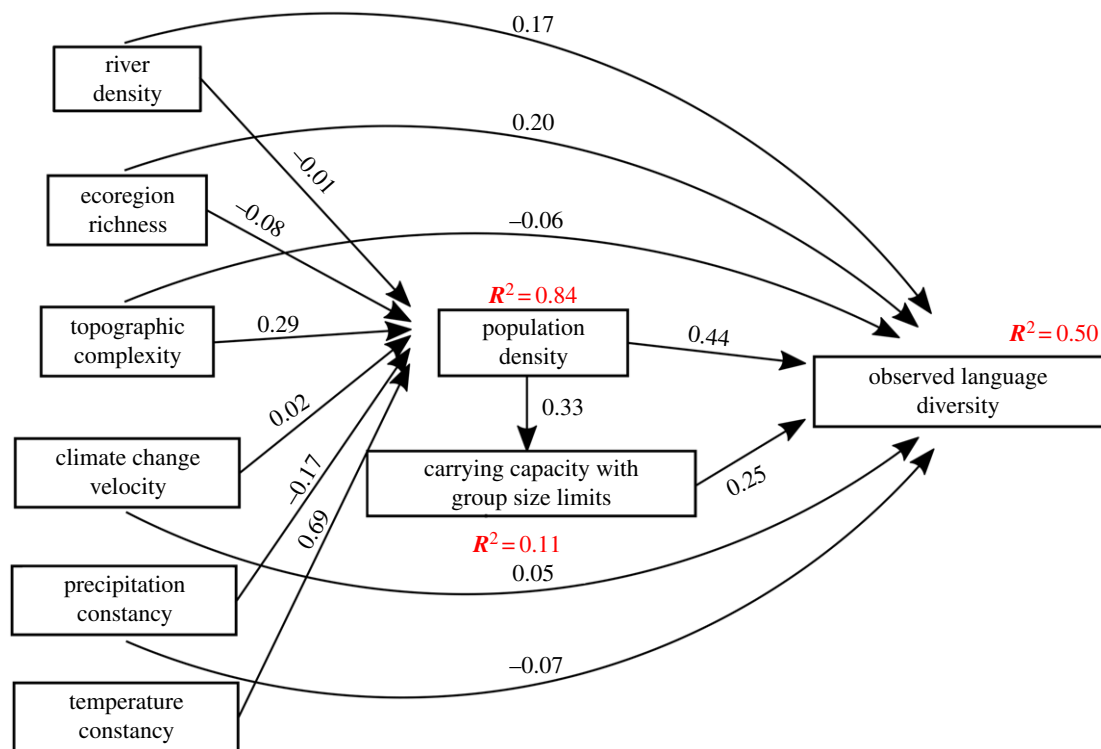 0.17
river
density
0.20
–0.01
ecoregion
richness
–0.08
–0.06
R² = 0.84
topographic
complexity
0.29
population
density
0.44
R² = 0.50
observed language
diversity
0.02
0.33
climate change
velocity
–0.17
carrying capacity with
group size limits
0.25
0.69
R² = 0.11
precipitation
constancy
0.05
–0.07
temperature
constancy